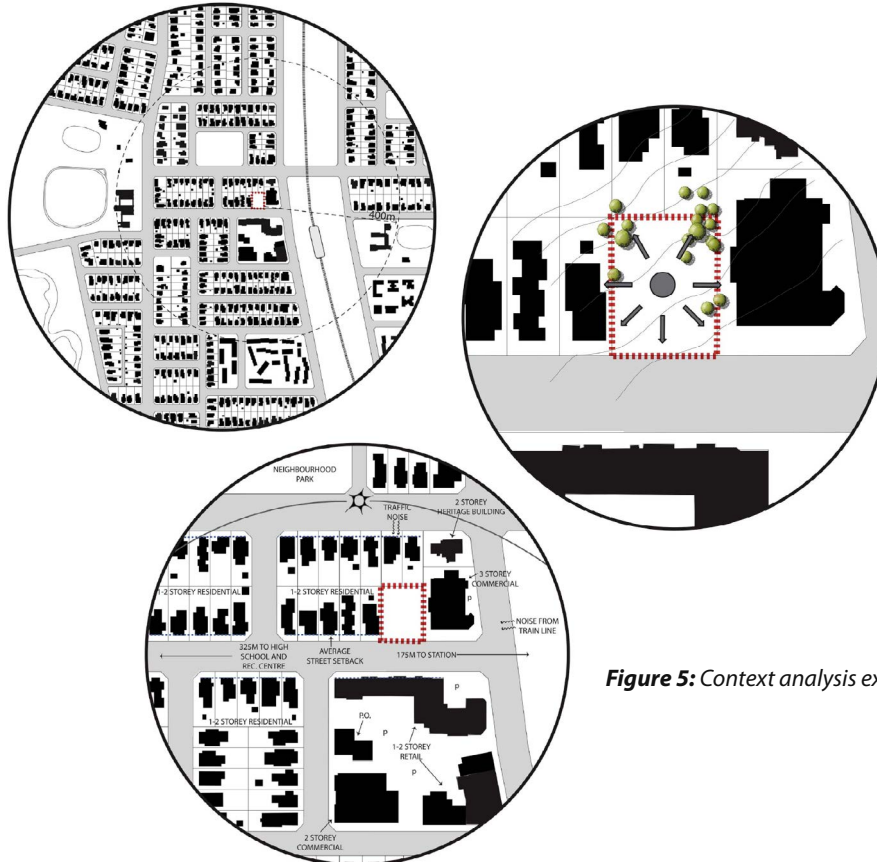 400m
NEIGHBOURHOOD
PARK
TRAFFIC
NOISE
2 STOREY
HERITAGE BUILDING
1-2 STOREY RESIDENTIAL
1-2 STOREY RESIDENTIAL
3 STOREY
COMMERCIAL
P
NOISE FROM
TRAIN LINE
325M TO HIGH
SCHOOL AND
REC. CENTRE
AVERAGE
STREET SETBACK
175M TO STATION
1-2 STOREY RESIDENTIAL
P.O.
P
P
1-2 STOREY
RETAIL
P
2 STOREY
COMMERCIAL
Figure 5: Context analysis ex